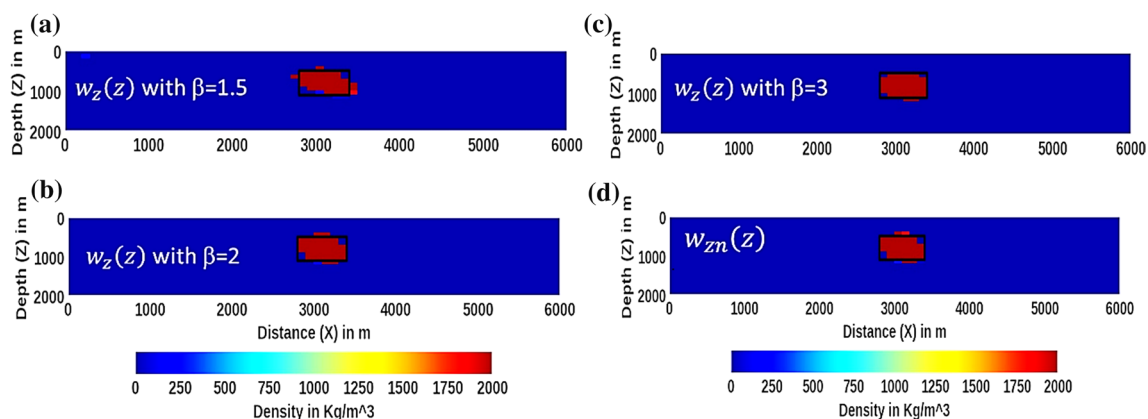 (a)
Depth (Z) in m
0
1000
2000
w_z(z) with β=1.5
0 1000 2000 3000 4000 5000 6000
(b)
Depth (Z) in m
0
1000
2000
w_z(z) with β=2
0 1000 2000 3000 4000 5000 6000
Distance (X) in m
0 250 500 750 1000 1250 1500 1750 2000
Density in Kg/m^3
(c)
Depth (Z) in m
0
1000
2000
w_z(z) with β=3
0 1000 2000 3000 4000 5000 6000
(d)
Depth (Z) in m
0
1000
2000
w_{zn}(z)
0 1000 2000 3000 4000 5000 6000
Distance (X) in m
0 250 500 750 1000 1250 1500 1750 2000
Density in Kg/m^3